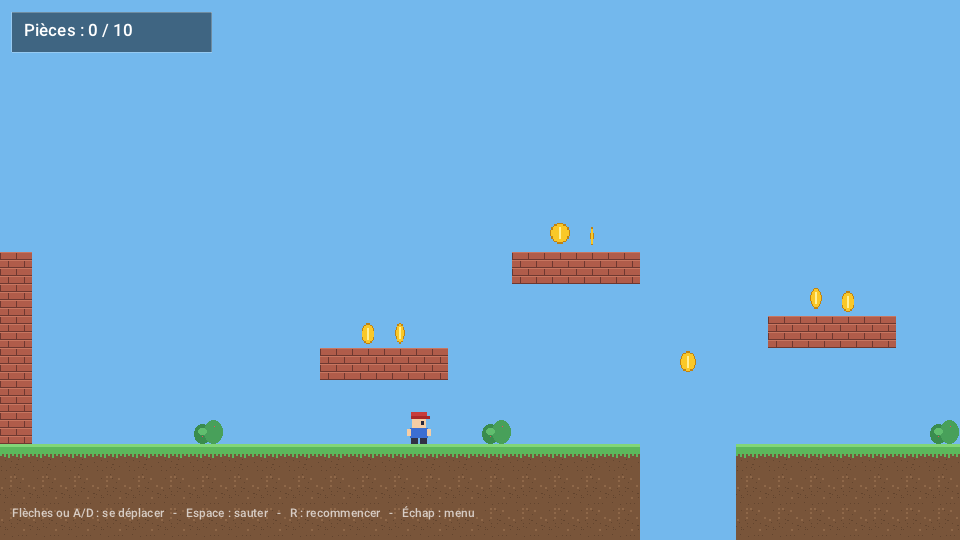 Pièces : 0 / 10
Flèches ou A/D : se déplacer   -   Espace : sauter   -   R : recommencer   -   Échap : menu